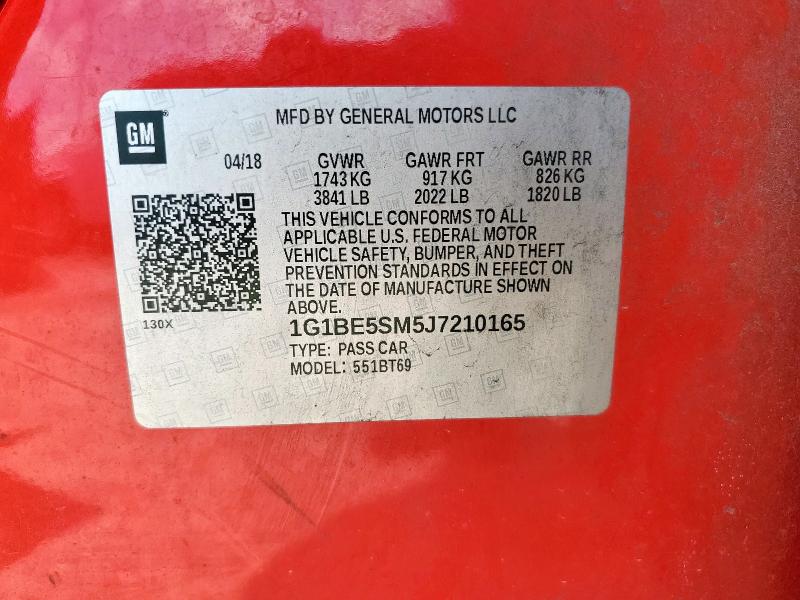 GM
MFD BY GENERAL MOTORS LLC
04/18 GVWR GAWR FRT GAWR RR
1743 KG 917 KG 826 KG
3841 LB 2022 LB 1820 LB
THIS VEHICLE CONFORMS TO ALL
APPLICABLE U.S. FEDERAL MOTOR
VEHICLE SAFETY, BUMPER, AND THEFT
PREVENTION STANDARDS IN EFFECT ON
THE DATE OF MANUFACTURE SHOWN
ABOVE.
130X
1G1BE5SM5J7210165
TYPE: PASS CAR
MODEL: 551BT69